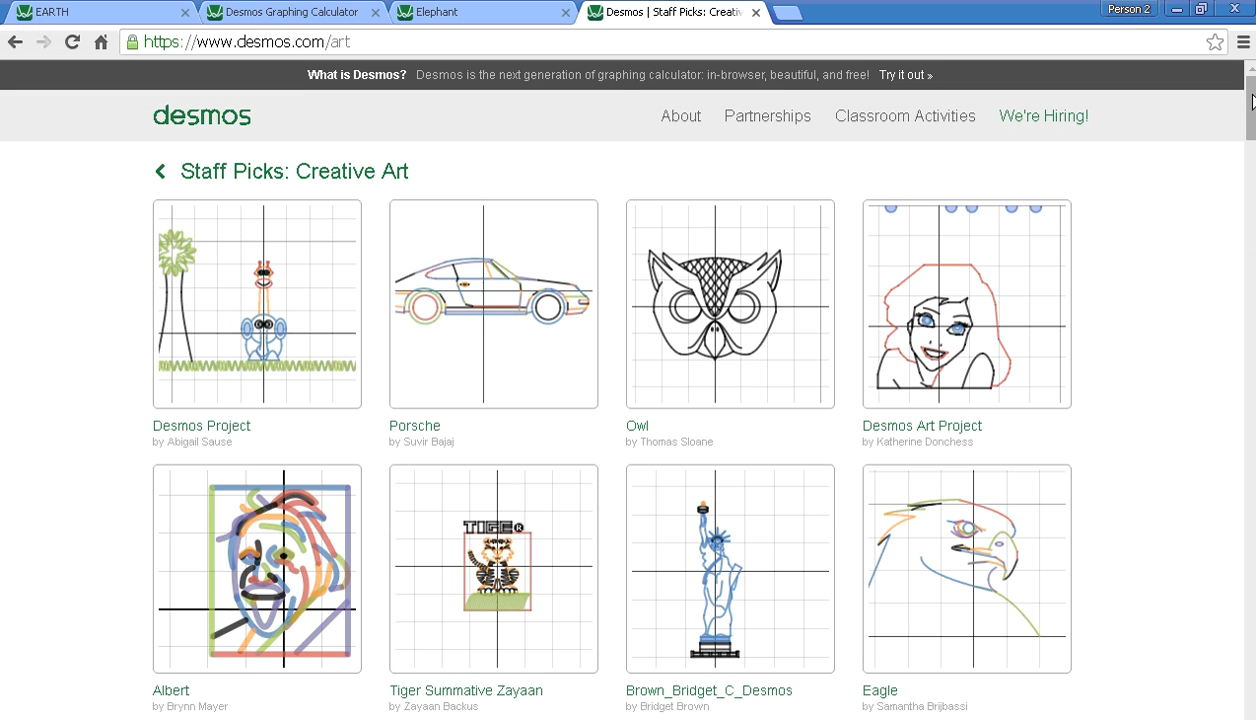 EARTH
Desmos Graphing Calculator
Elephant
Desmos | Staff Picks: Creativ
Person 2
https://www.desmos.com/art
What is Desmos? Desmos is the next generation of graphing calculator: in-browser, beautiful, and free! Try it out »
desmos
About
Partnerships
Classroom Activities
We're Hiring!
Staff Picks: Creative Art
Desmos Project
by Abigail Sause
Porsche
by Suvir Bajaj
Owl
by Thomas Sloane
Desmos Art Project
by Katherine Donchess
TIGER
Albert
by Brynn Mayer
Tiger Summative Zayaan
by Zayaan Backus
Brown_Bridget_C_Desmos
by Bridget Brown
Eagle
by Samantha Brijbassi